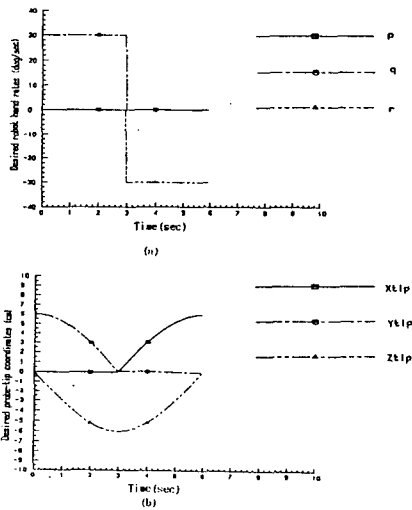 Desired robot hand rates (deg/sec)
40
30
20
10
0
-10
-20
-30
-40
0 1 2 3 4 5 6 7 8 9 10
Time(sec)
p
q
r
(a)
Desired probe-tip coordinates (cm)
10
9
8
7
6
5
4
3
2
1
0
-1
-2
-3
-4
-5
-6
-7
-8
-9
-10
0 1 2 3 4 5 6 7 8 9 10
Time(sec)
Xtip
Ytip
Ztip
(b)